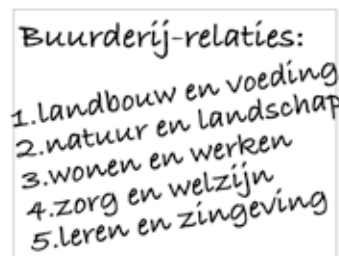 Buurderij-relaties:
1.landbouw en voeding
2.natuur en landschap
3.wonen en werken
4.zorg en welzijn
5.leren en zingeving